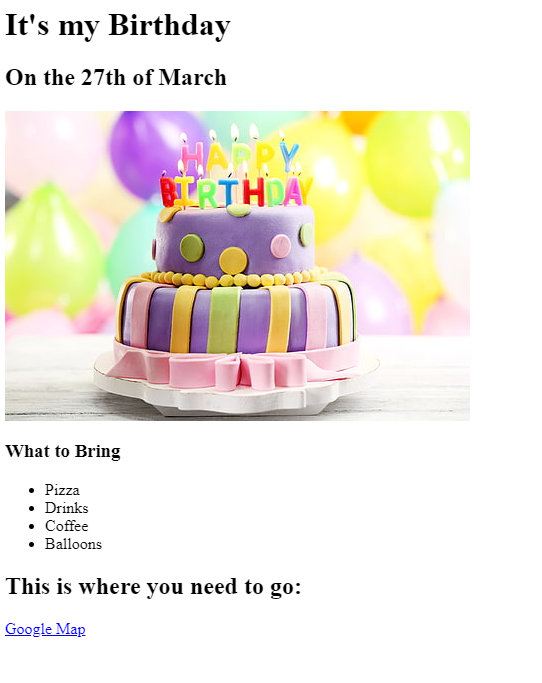 It's my Birthday
On the 27th of March
HAPPY
BIRTHDAY
What to Bring
Pizza
Drinks
Coffee
Balloons
This is where you need to go:
Google Map